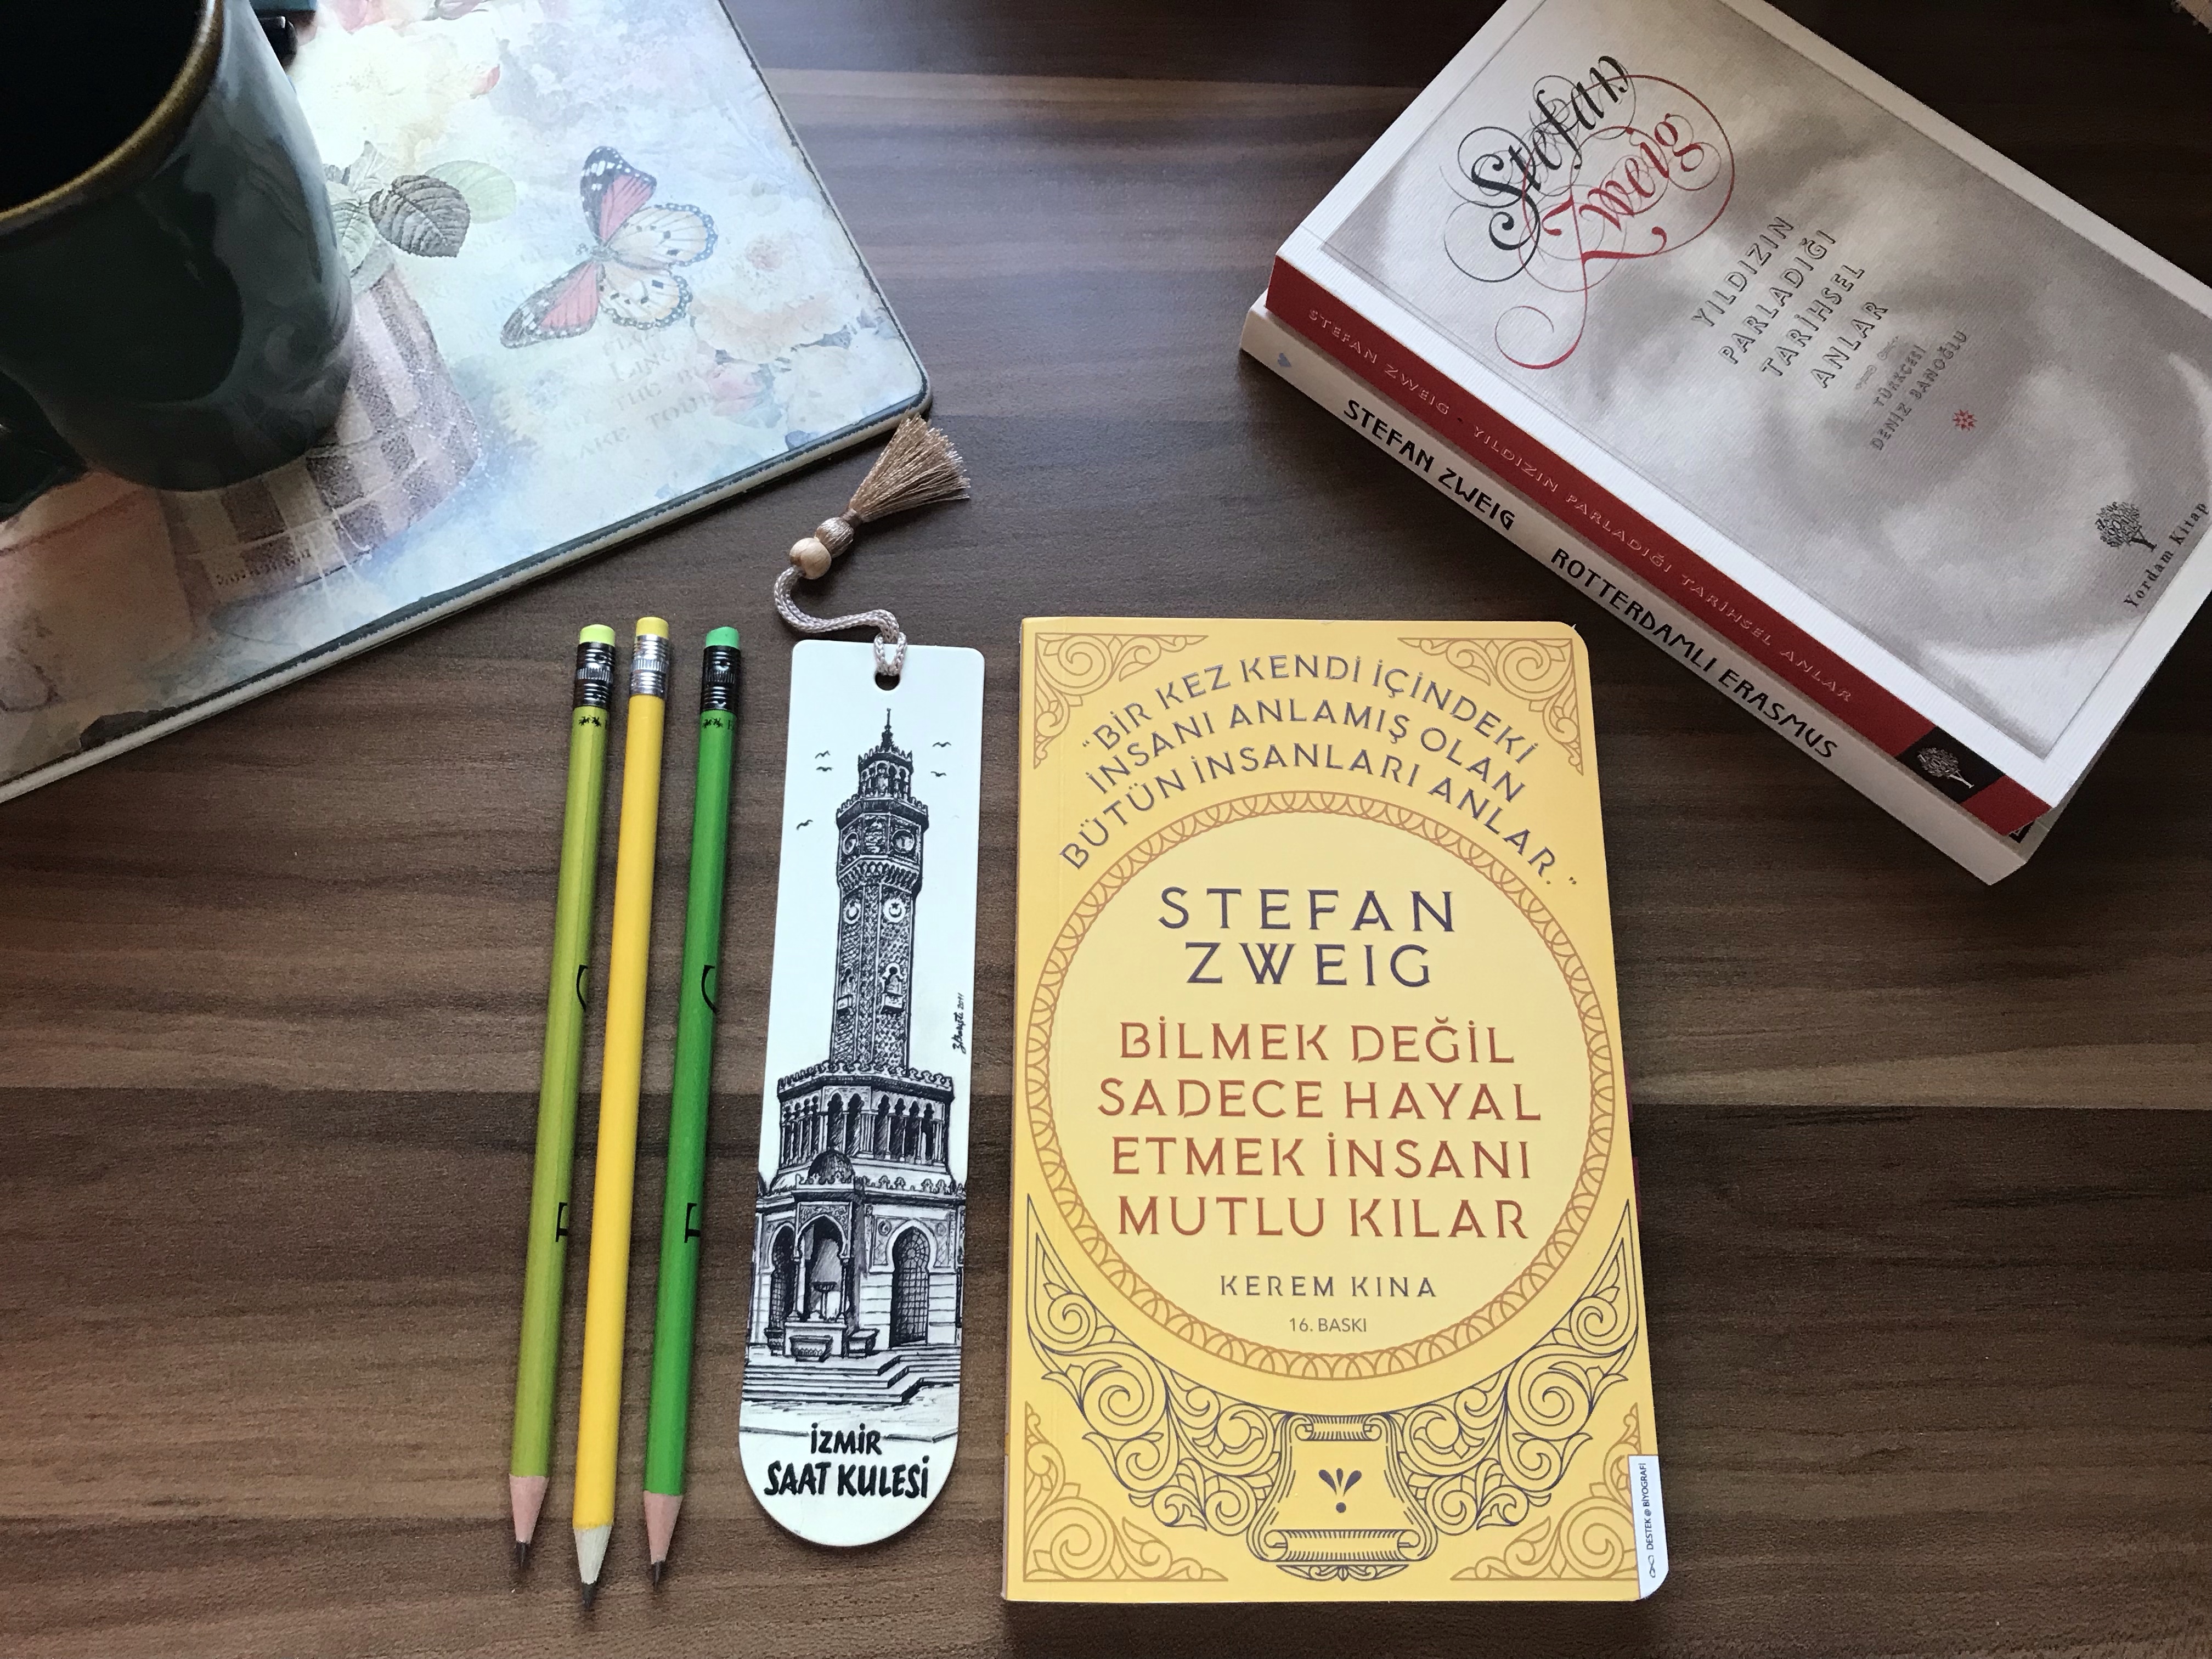 Stefan
Zweig
YILDIZIN
PARLADIĞI
TARİHSEL
ANLAR
TÜRKÇESİ
DENİZ BANOĞLU
Yordam Kitap
STEFAN ZWEIG - YILDIZIN PARLADIĞI TARİHSEL ANLAR
STEFAN ZWEIG ROTTERDAMLI ERASMUS
"BİR KEZ KENDİ İÇİNDEKİ
İNSANI ANLAMIŞ OLAN
BÜTÜN İNSANLARI ANLAR."
STEFAN
ZWEIG
BİLMEK DEĞİL
SADECE HAYAL
ETMEK İNSANI
MUTLU KILAR
KEREM KINA
16. BASKI
DESTEK @ BİYOGRAFİ
İZMİR
SAAT KULESİ
2011